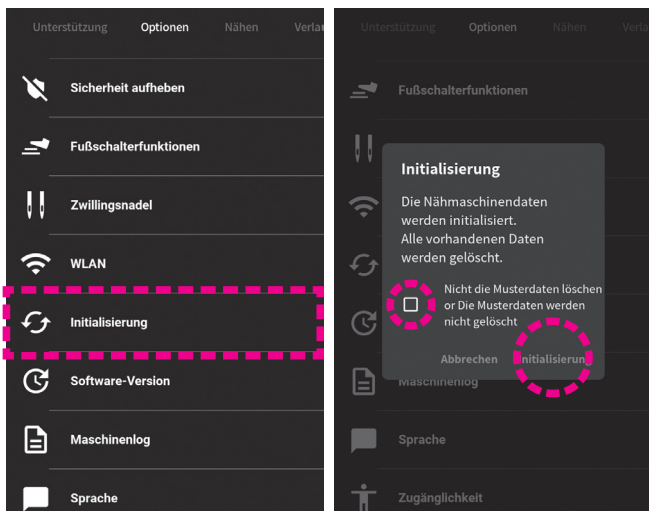 Unterstützung Optionen Nähen Verla
Sicherheit aufheben
Fußschalterfunktionen
Zwillingsnadel
WLAN
Initialisierung
Software-Version
Maschinenlog
Sprache
Unterstützung Optionen Nähen Verla
Fußschalterfunktionen
Initialisierung
Die Nähmaschinendaten
werden initialisiert.
Alle vorhandenen Daten
werden gelöscht.
Nicht die Musterdaten löschen
or Die Musterdaten werden
nicht gelöscht
Abbrechen Initialisierung
Maschinenlog
Sprache
Zugänglichkeit